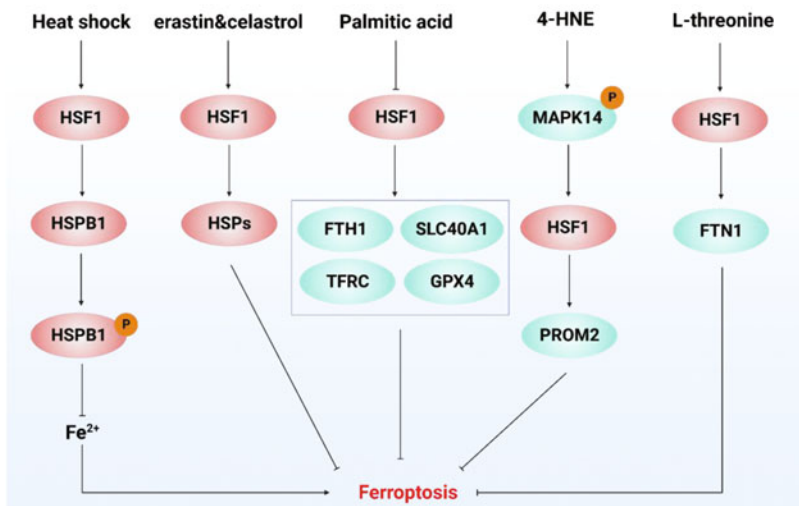 Heat shock
erastin&celastrol
Palmitic acid
4-HNE
L-threonine
HSF1
HSF1
HSF1
MAPK14
P
HSF1
HSPB1
HSPs
FTH1
SLC40A1
TFRC
GPX4
HSF1
FTN1
HSPB1
P
PROM2
Fe²⁺
Ferroptosis